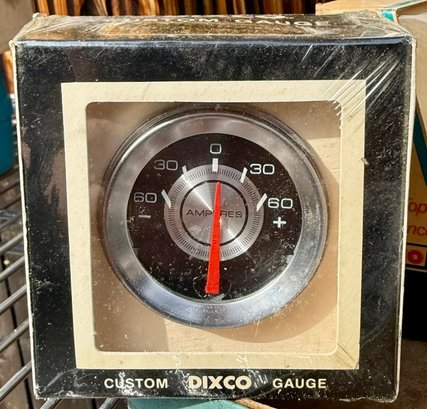 0
30 30
60 60
- +
AMPERES
CUSTOM DIXCO GAUGE